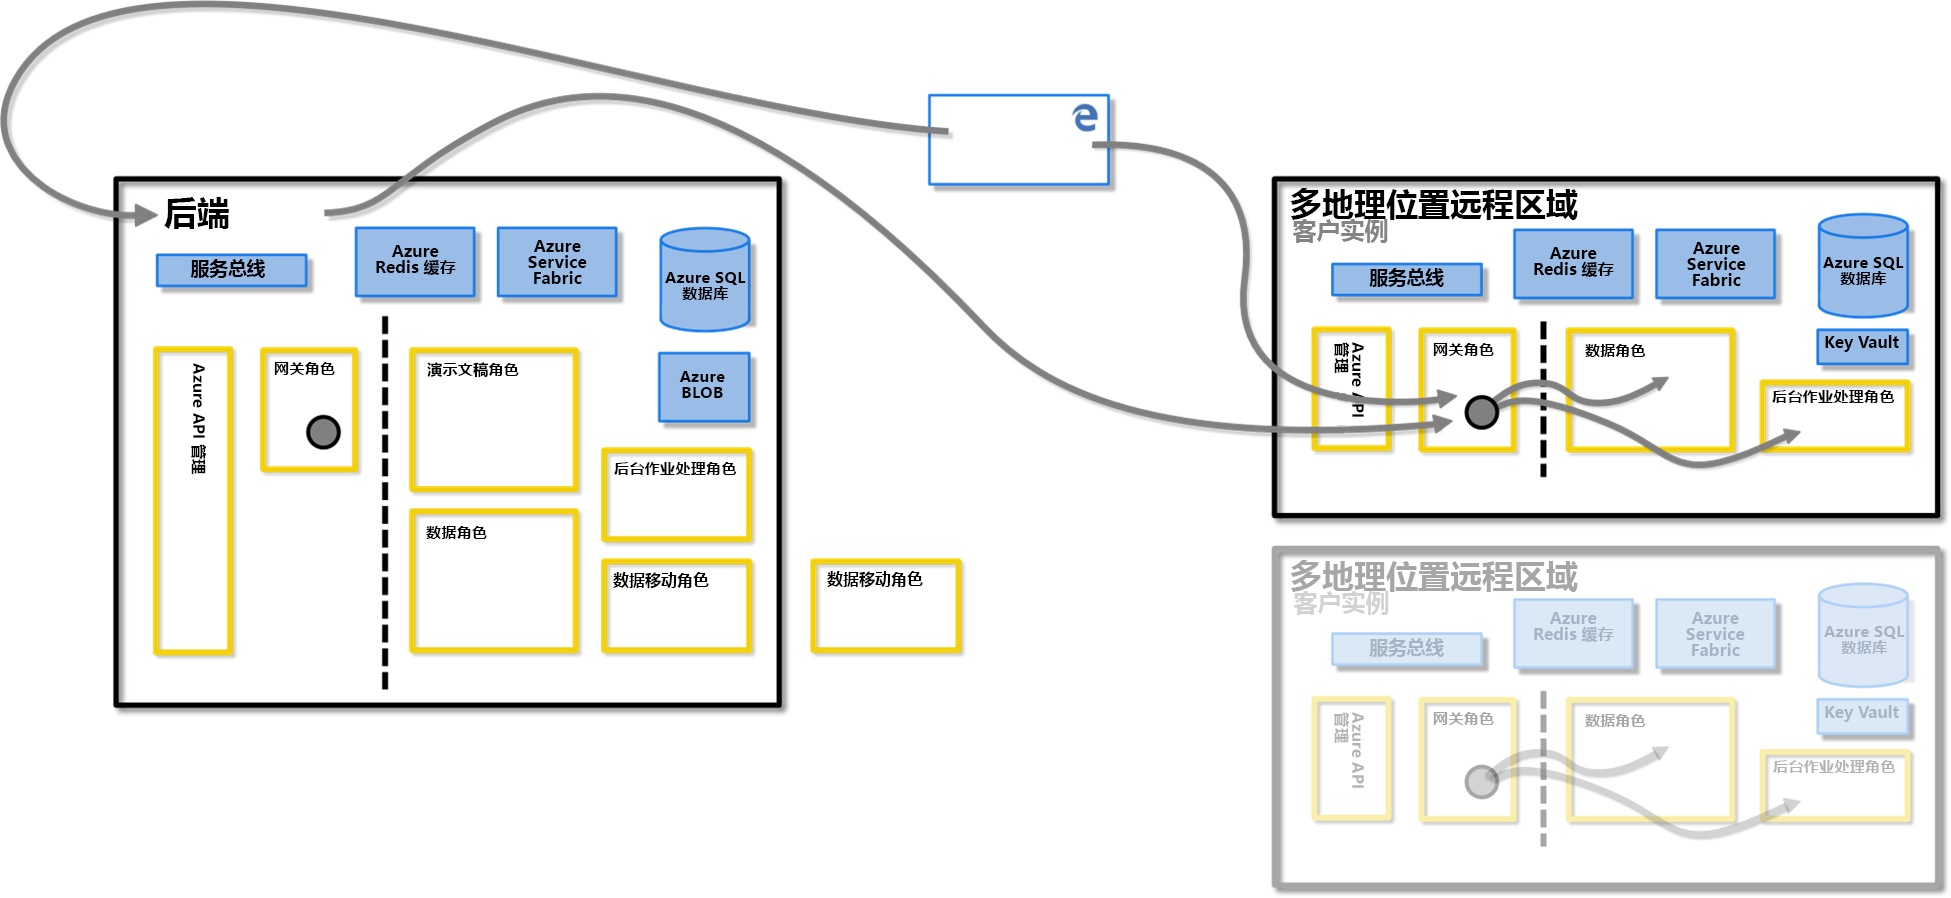 后端
服务总线
Azure
Redis 缓存
Azure
Service
Fabric
Azure SQL
数据库
Azure API 管理
网关角色
演示文稿角色
Azure
BLOB
后台作业处理角色
数据角色
数据移动角色
数据移动角色
多地理位置远程区域
客户实例
服务总线
Azure
Redis 缓存
Azure
Service
Fabric
Azure SQL
数据库
Azure API
管理
网关角色
数据角色
Key Vault
后台作业处理角色
多地理位置远程区域
客户实例
服务总线
Azure
Redis 缓存
Azure
Service
Fabric
Azure SQL
数据库
Azure API
管理
网关角色
数据角色
Key Vault
后台作业处理角色